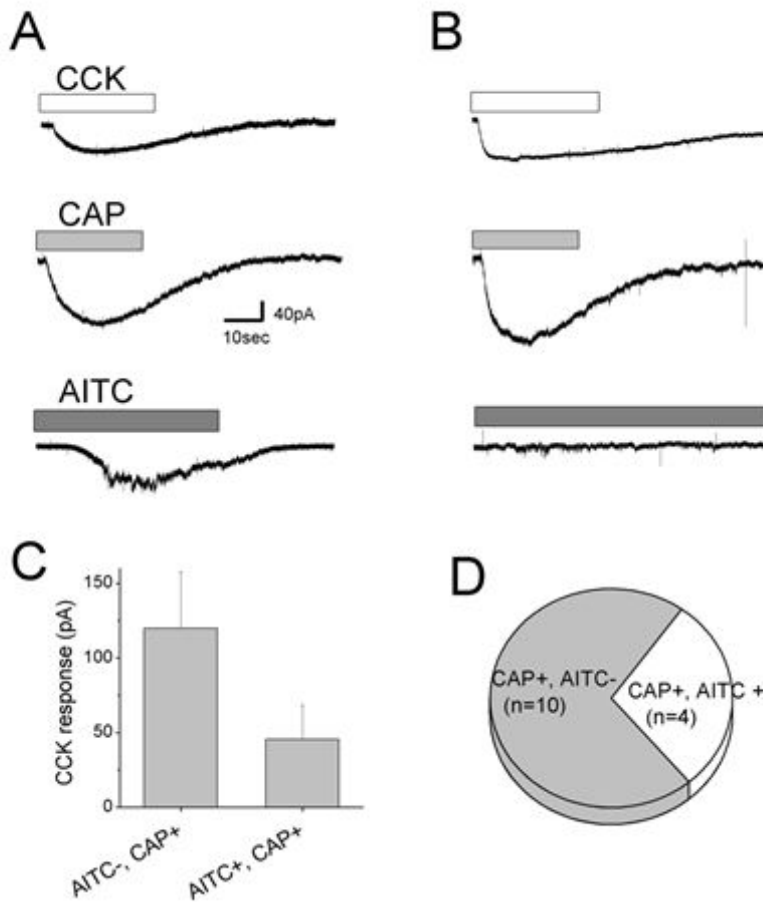 A
B
CCK
CAP
40pA
10sec
AITC
C
D
150
100
50
0
CCK response (pA)
AITC-, CAP+
AITC+, CAP+
CAP+, AITC-
(n=10)
CAP+, AITC +
(n=4)